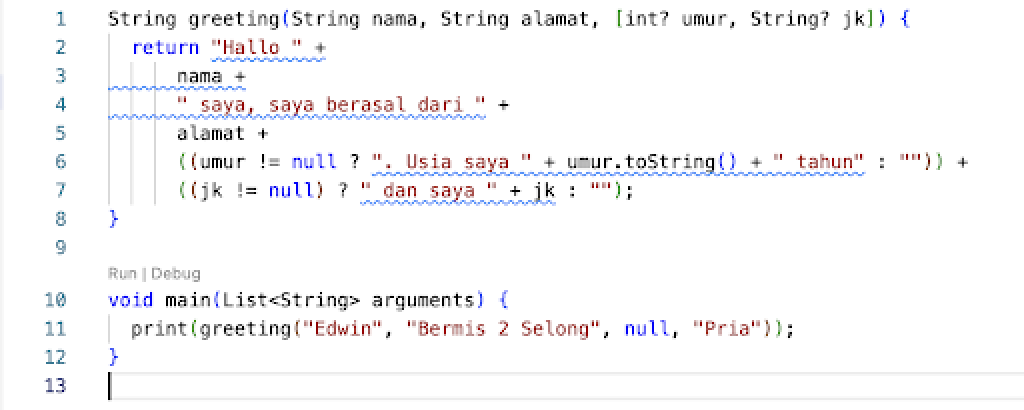 1 String greeting(String nama, String alamat, [int? umur, String? jk]) {
2 return "Hallo " +
3 nama +
4 " saya, saya berasal dari " +
5 alamat +
6 ((umur != null ? ". Usia saya " + umur.toString() + " tahun" : "")) +
7 ((jk != null) ? " dan saya " + jk : "");
8 }
9
Run | Debug
10 void main(List<String> arguments) {
11 print(greeting("Edwin", "Bermis 2 Selong", null, "Pria"));
12 }
13